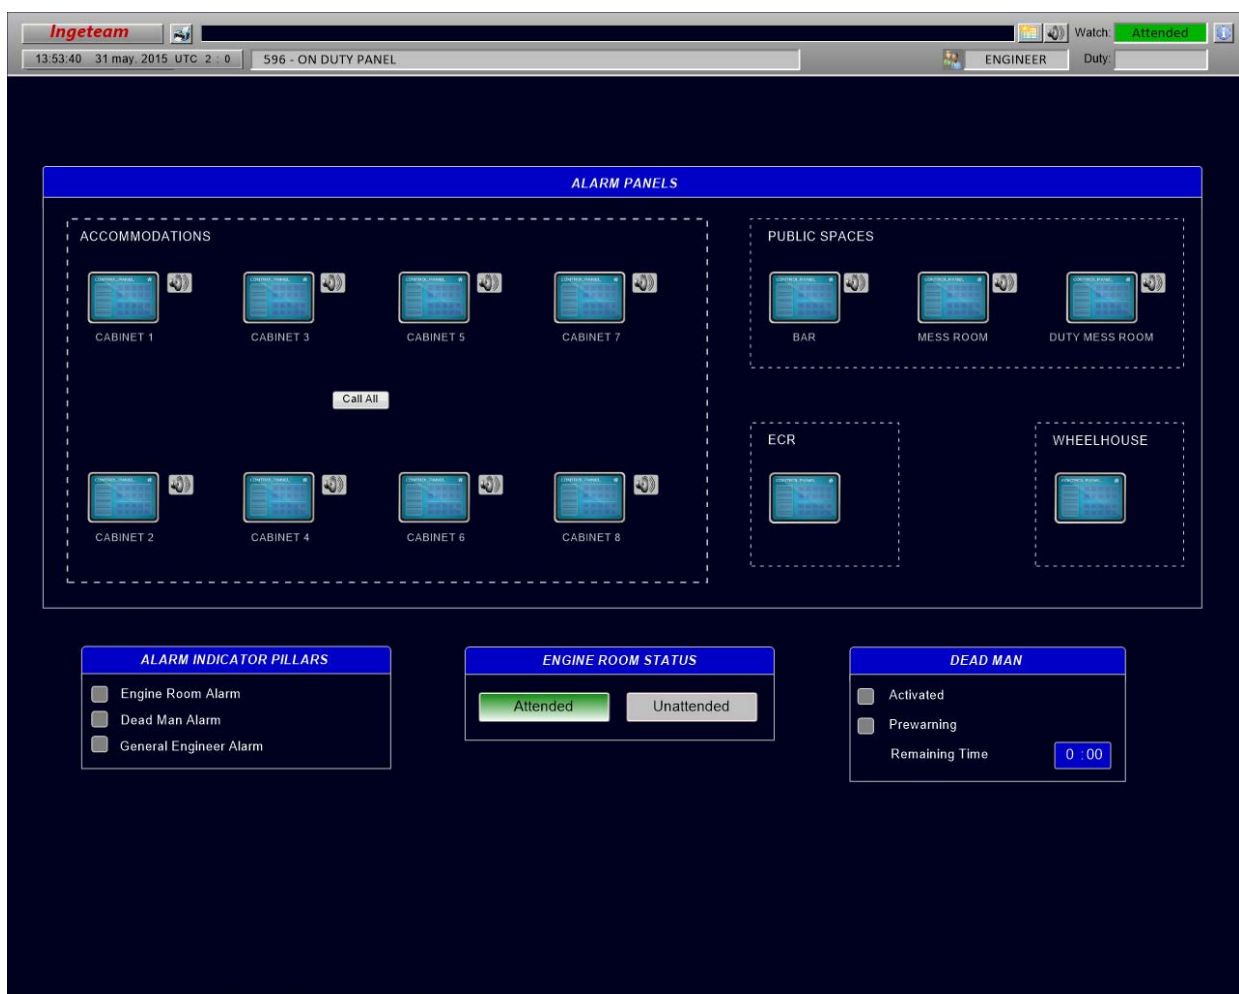 Ingeteam
Watch: Attended
13:53:40 31 may. 2015 UTC 2 : 0 596 - ON DUTY PANEL ENGINEER Duty:
ALARM PANELS
ACCOMMODATIONS PUBLIC SPACES
CABINET 1 CABINET 3 CABINET 5 CABINET 7 BAR MESS ROOM DUTY MESS ROOM
Call All
ECR WHEELHOUSE
CABINET 2 CABINET 4 CABINET 6 CABINET 8
ALARM INDICATOR PILLARS
Engine Room Alarm
Dead Man Alarm
General Engineer Alarm
ENGINE ROOM STATUS
Attended Unattended
DEAD MAN
Activated
Prewarning
Remaining Time 0 :00